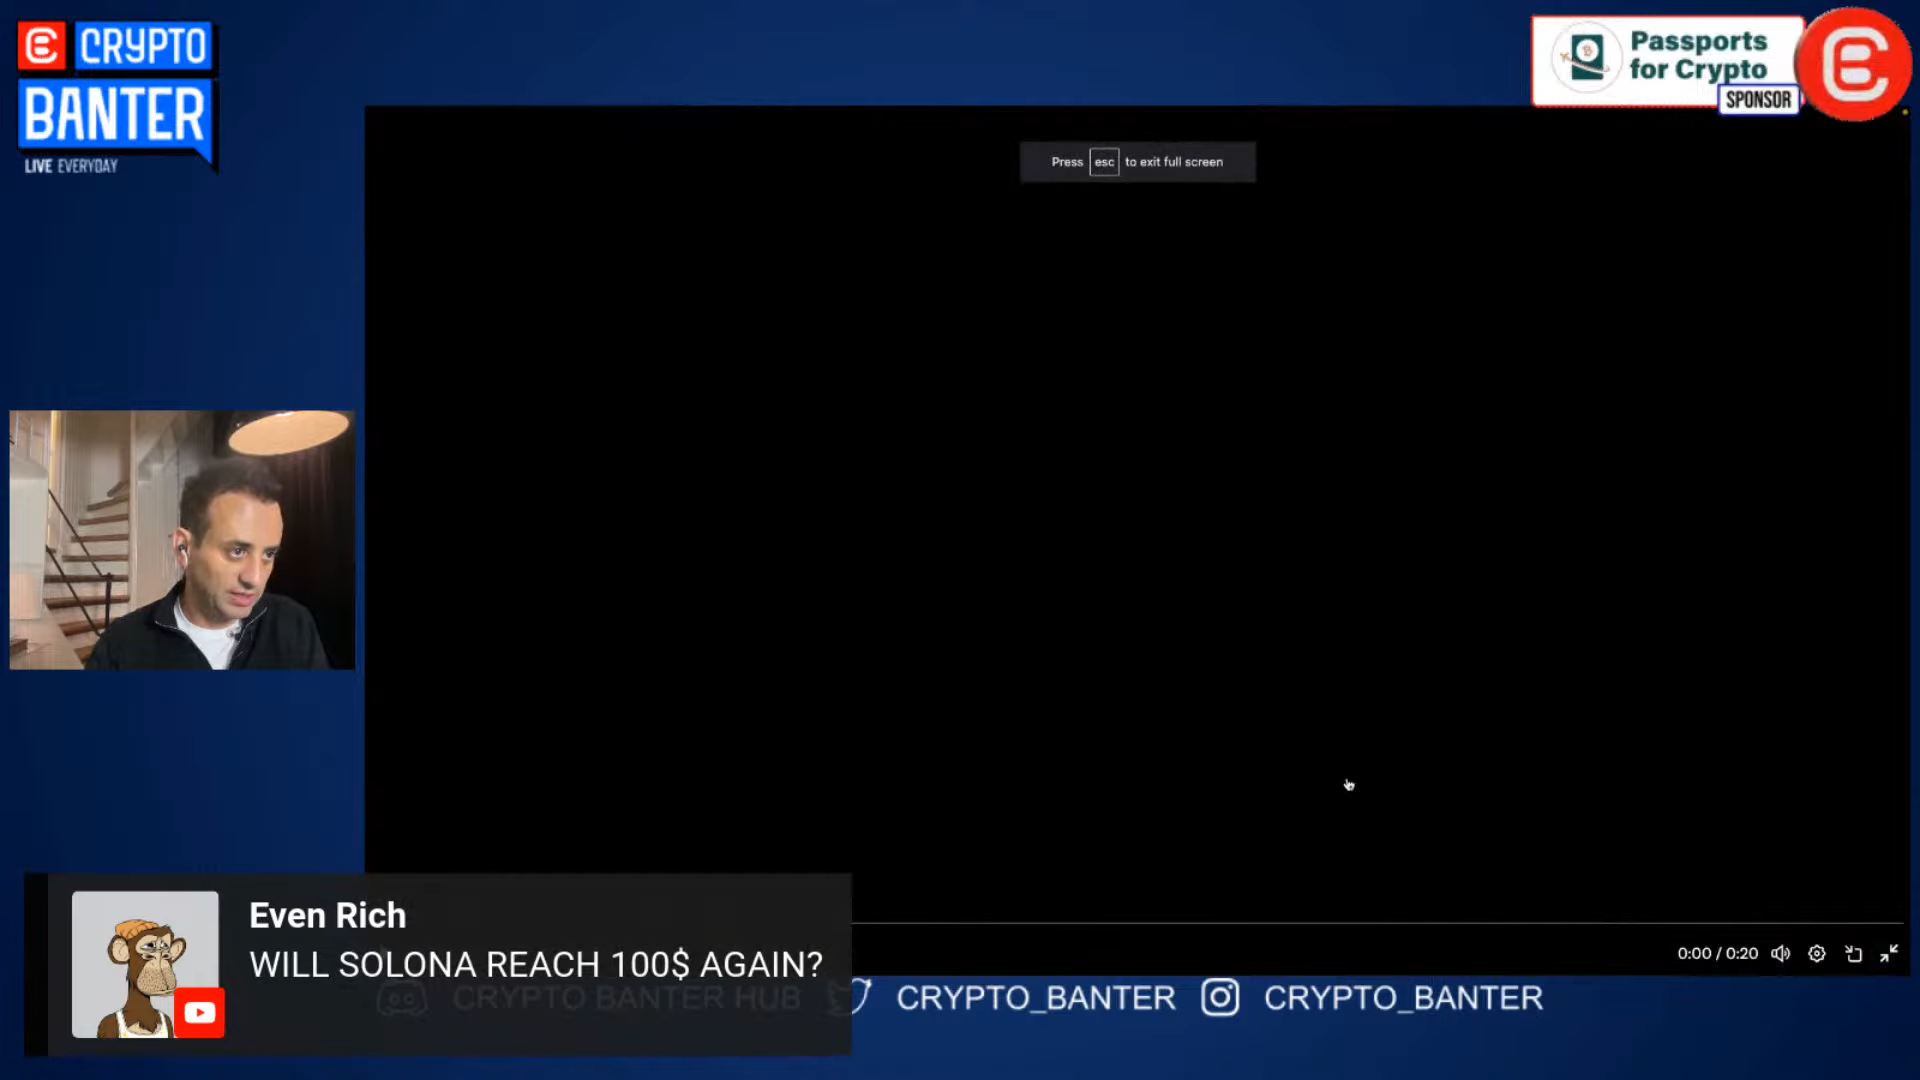 CRYPTO
BANTER
LIVE EVERYDAY
Passports
for Crypto
SPONSOR
Press esc to exit full screen
Even Rich
WILL SOLONA REACH 100$ AGAIN?
0:00 / 0:20
CRYPTO BANTER HUB CRYPTO_BANTER CRYPTO_BANTER